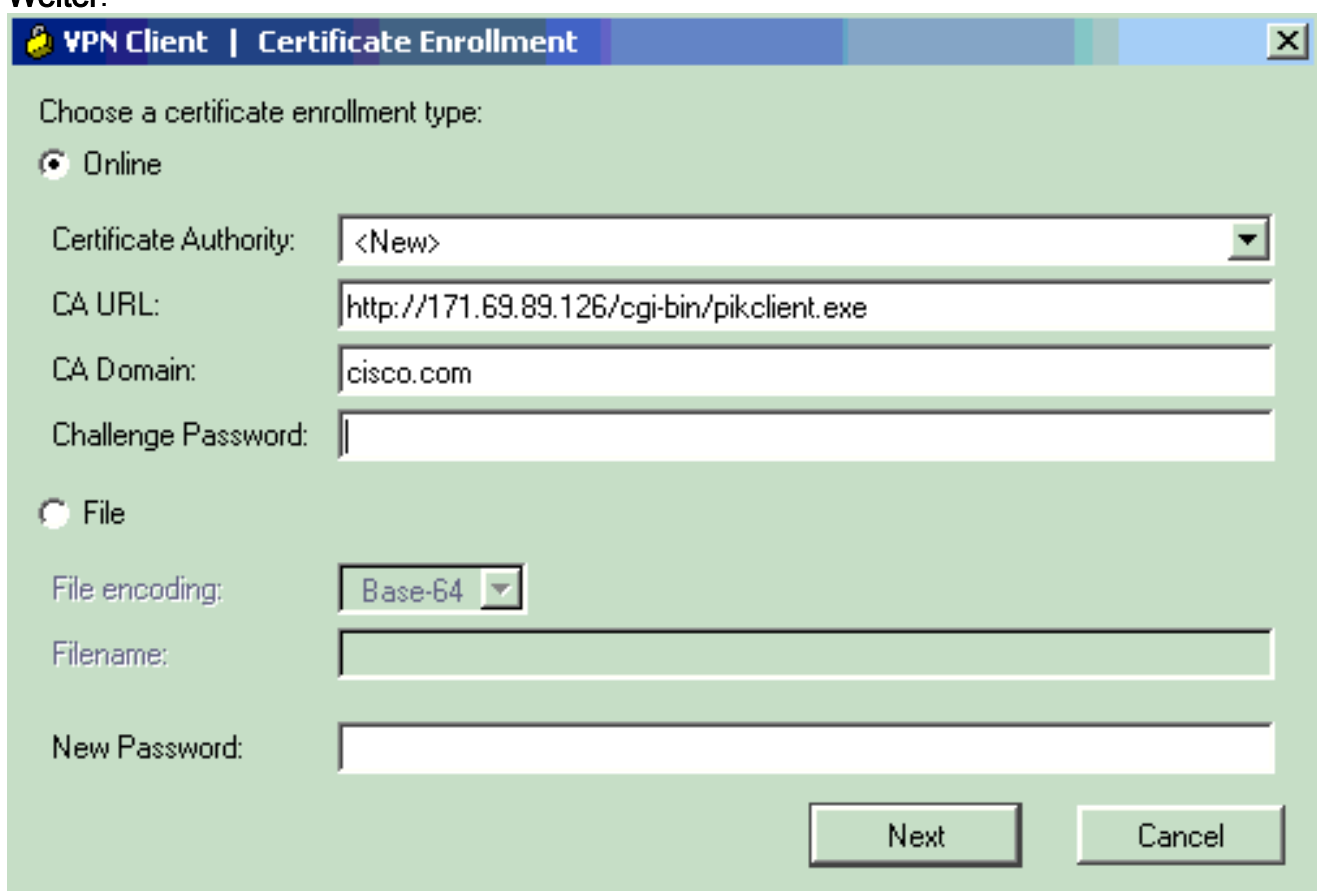 Weiter.
VPN Client | Certificate Enrollment
Choose a certificate enrollment type:
Online
Certificate Authority: <New>
CA URL: http://171.69.89.126/cgi-bin/pikclient.exe
CA Domain: cisco.com
Challenge Password:
File
File encoding: Base-64
Filename:
New Password:
Next Cancel